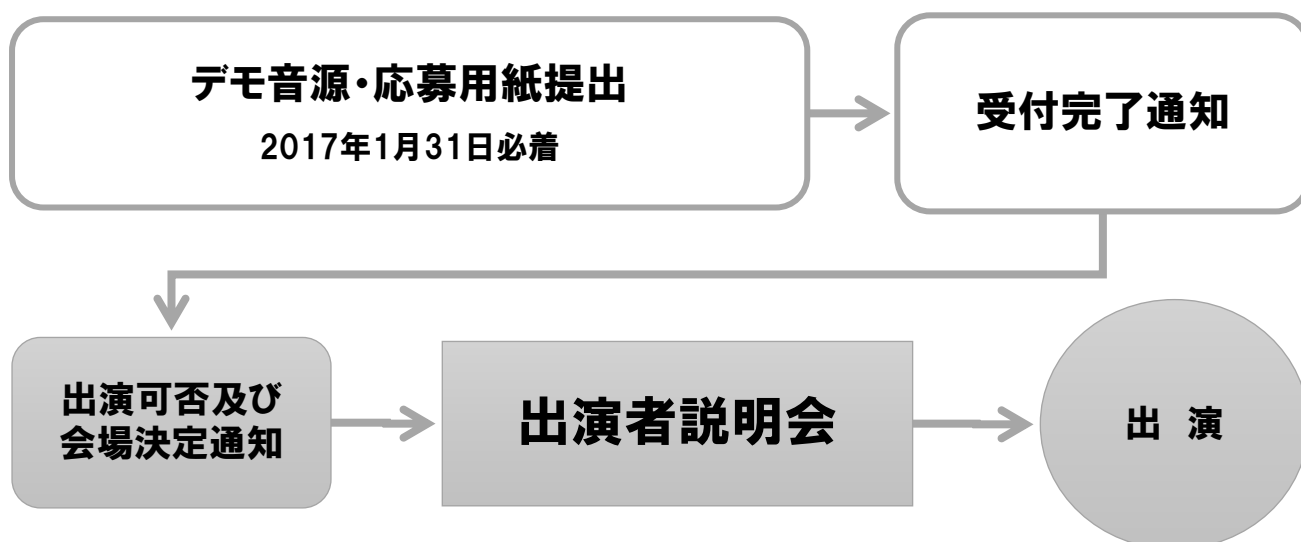 デモ音源・応募用紙提出
2017年1月31日必着
受付完了通知
出演可否及び
会場決定通知
出演者説明会
出 演